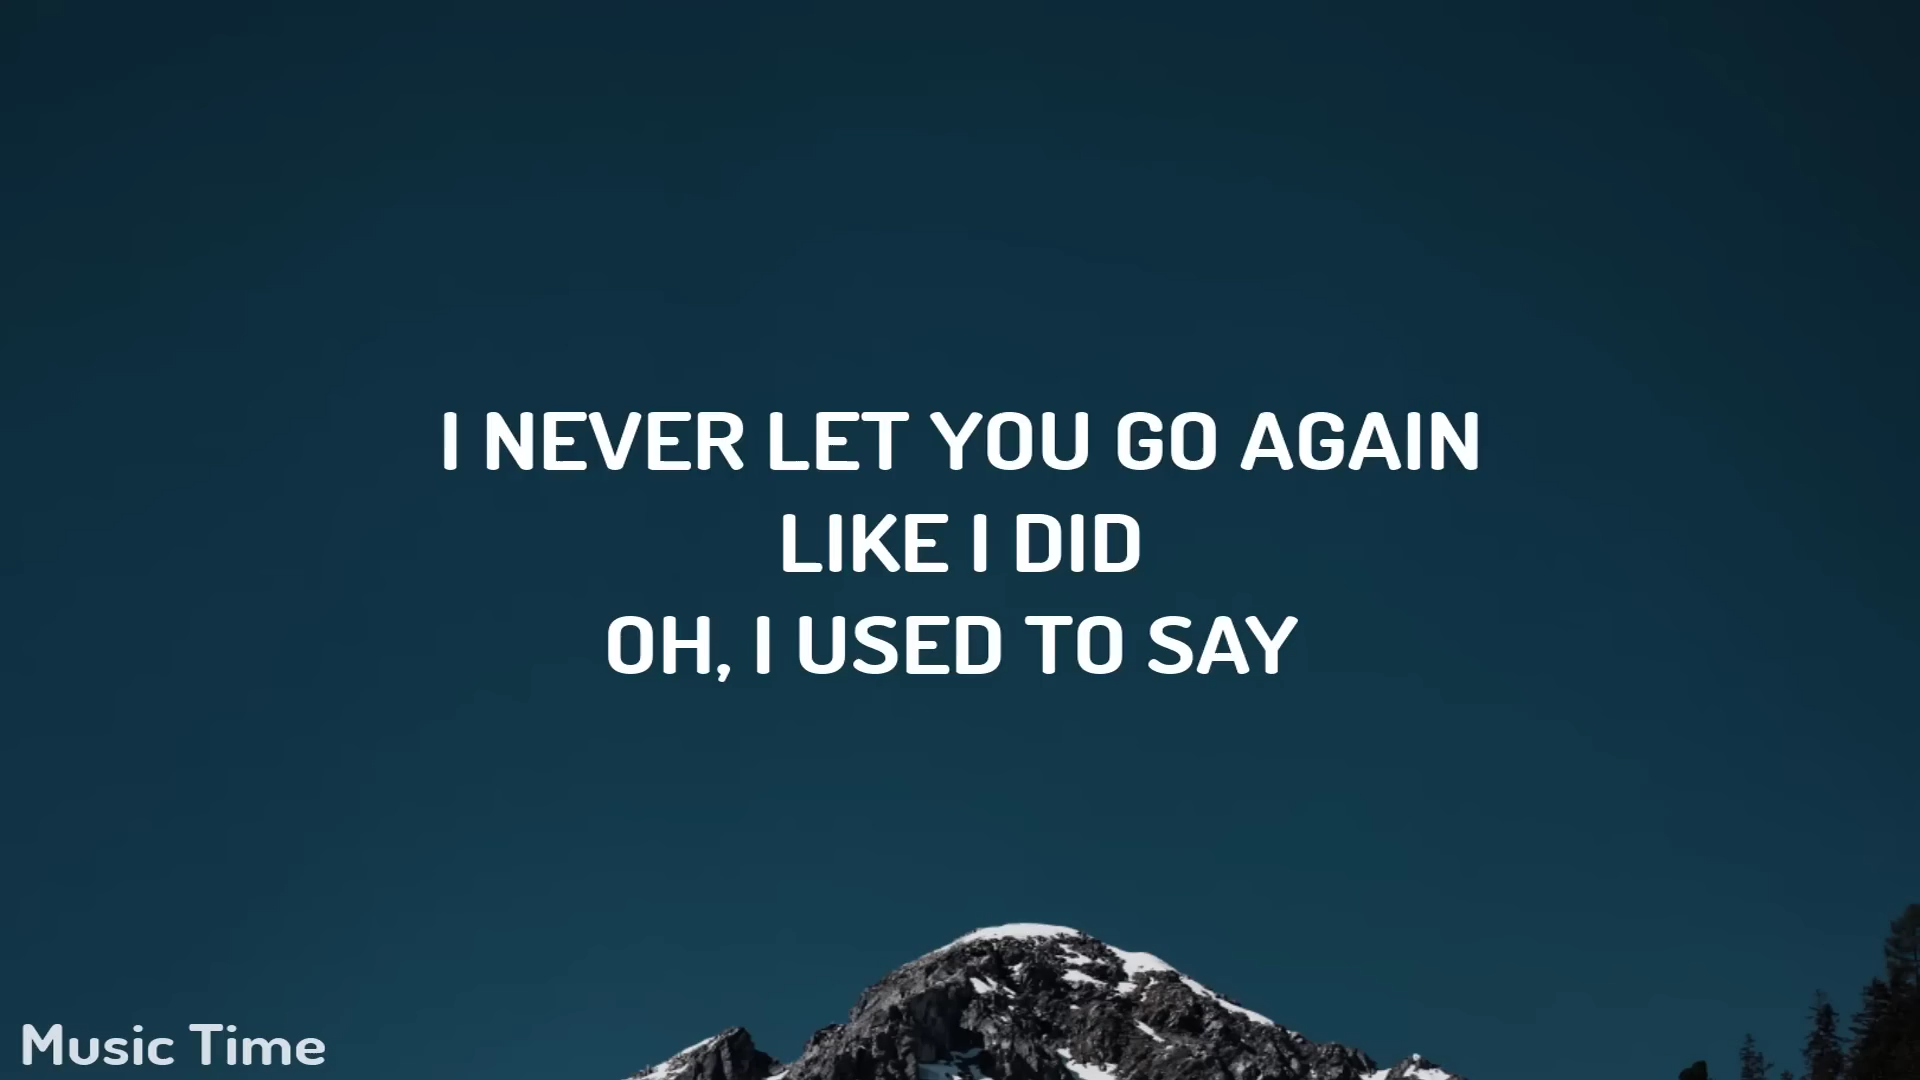 I NEVER LET YOU GO AGAIN
LIKE I DID
OH, I USED TO SAY
Music Time